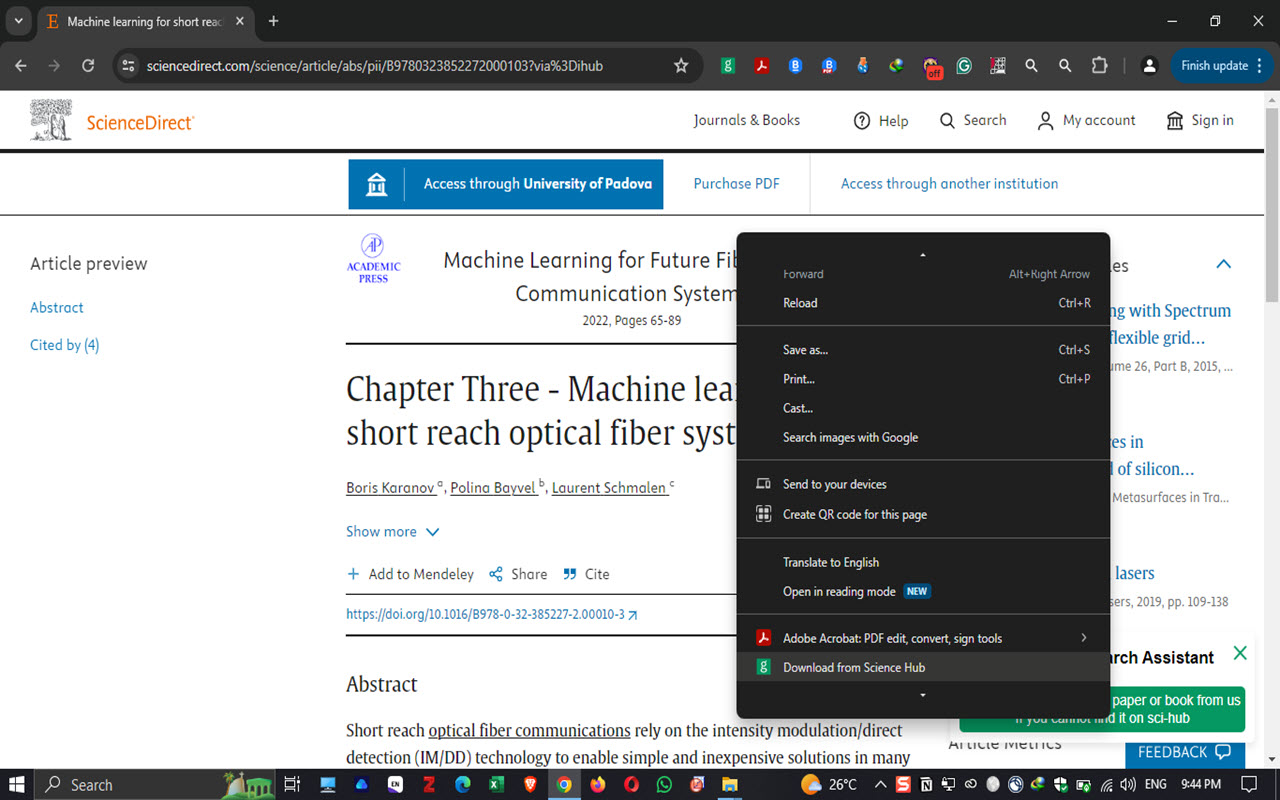 Machine learning for short reac
sciencedirect.com/science/article/abs/pii/B9780323852272000103?via%3Dihub
off
Finish update
ScienceDirect
Journals & Books
Help
Search
My account
Sign in
Access through University of Padova
Purchase PDF
Access through another institution
Article preview
Abstract
Cited by (4)
AP
ACADEMIC
PRESS
Machine Learning for Future Fib
Communication System
2022, Pages 65-89
Chapter Three - Machine lea
short reach optical fiber syst
Boris Karanov a, Polina Bayvel b, Laurent Schmalen c
Show more
Add to Mendeley
Share
Cite
https://doi.org/10.1016/B978-0-32-385227-2.00010-3
Abstract
Short reach optical fiber communications rely on the intensity modulation/direct
detection (IM/DD) technology to enable simple and inexpensive solutions in many
Forward Alt+Right Arrow
Reload Ctrl+R
Save as... Ctrl+S
Print... Ctrl+P
Cast...
Search images with Google
Send to your devices
Create QR code for this page
Translate to English
Open in reading mode NEW
Adobe Acrobat: PDF edit, convert, sign tools
Download from Science Hub
les
ng with Spectrum
flexible grid...
ume 26, Part B, 2015, ...
es in
l of silicon...
Metasurfaces in Tra...
lasers
sers, 2019, pp. 109-138
rch Assistant
paper or book from us
if you cannot find it on sci-hub
Article Metrics
FEEDBACK
Search
26°C
ENG
9:44 PM